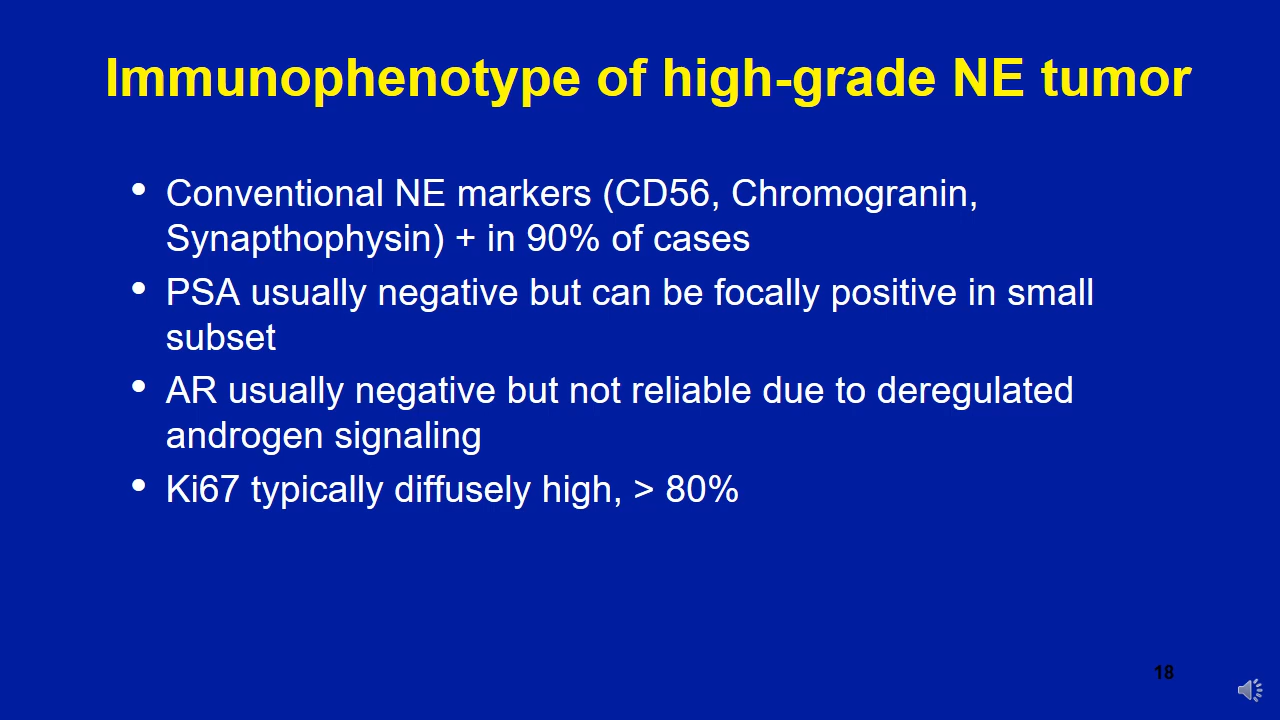 Immunophenotype of high-grade NE tumor
• Conventional NE markers (CD56, Chromogranin,
Synapthophysin) + in 90% of cases
• PSA usually negative but can be focally positive in small
subset
• AR usually negative but not reliable due to deregulated
androgen signaling
• Ki67 typically diffusely high, > 80%
18